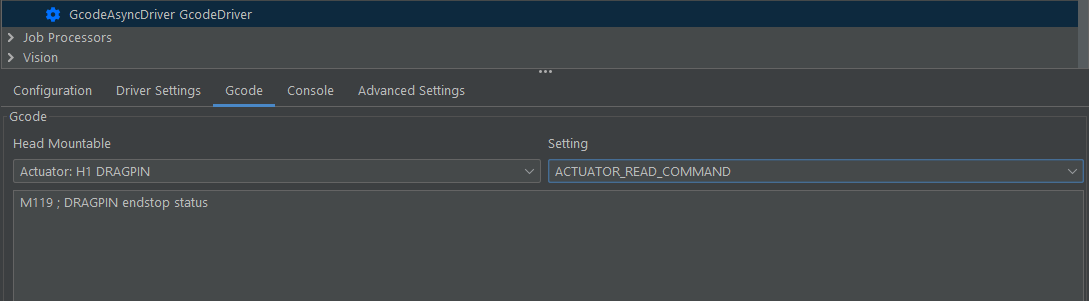 GcodeAsyncDriver GcodeDriver
Job Processors
Vision
Configuration Driver Settings Gcode Console Advanced Settings
Gcode
Head Mountable Setting
Actuator: H1 DRAGPIN ACTUATOR_READ_COMMAND
M119 ; DRAGPIN endstop status